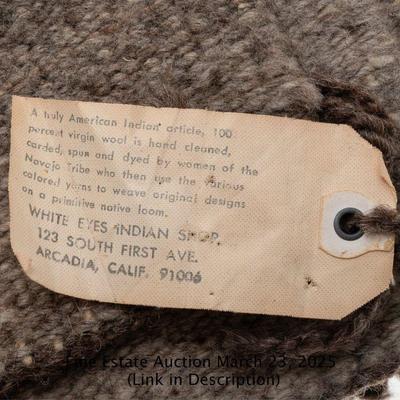 A truly American Indian article, 100
percent virgin wool is hand cleaned,
carded, spun and dyed by women of the
Navajo Tribe who then use the various
colored yarns to weave original designs
on a primitive native loom.
WHITE EYES INDIAN SHOP
123 SOUTH FIRST AVE.
ARCADIA, CALIF. 91006
Fine Estate Auction March 23, 2025
(Link in Description)